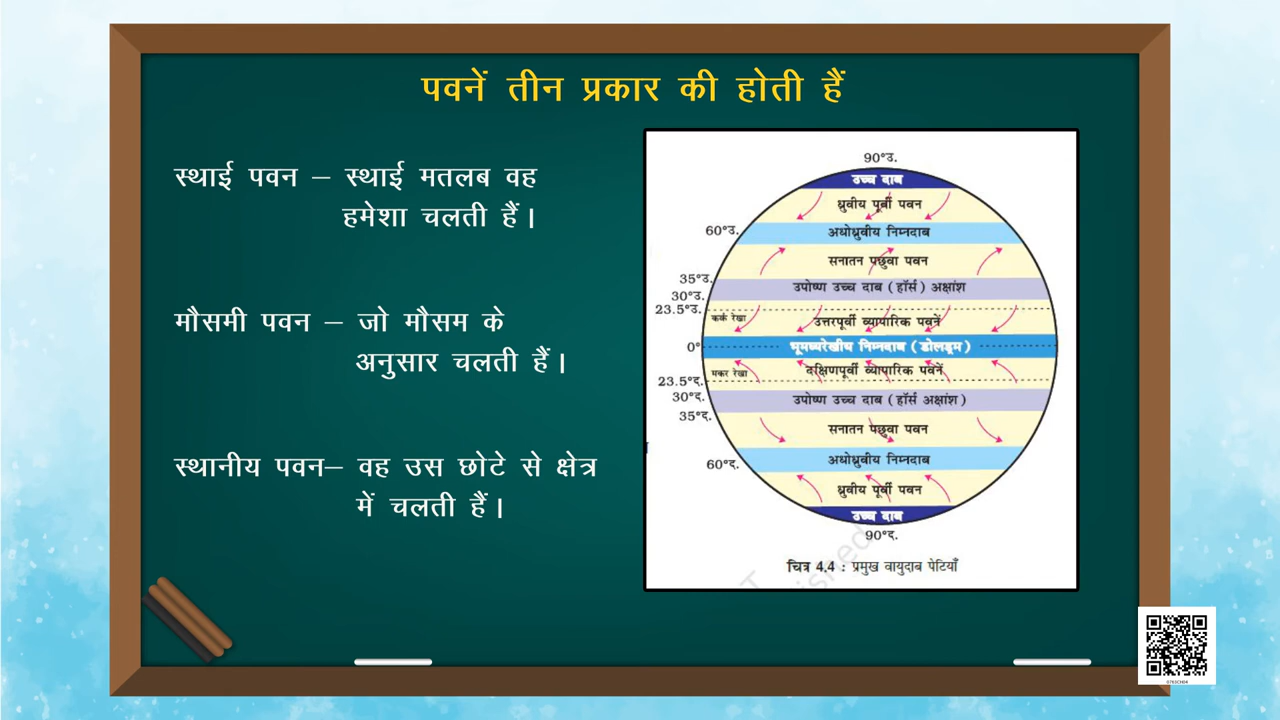 पवनें तीन प्रकार की होती हैं
स्थाई पवन – स्थाई मतलब वह
हमेशा चलती हैं।
मौसमी पवन – जो मौसम के
अनुसार चलती हैं।
स्थानीय पवन– वह उस छोटे से क्षेत्र
में चलती हैं।
90°उ.
उच्च दाब
ध्रुवीय पूर्वी पवन
60°उ.
अधोध्रुवीय निम्नदाब
सनातन पछुवा पवन
35°उ.
उपोष्ण उच्च दाब (हॉर्स) अक्षांश
30°उ.
23.5°उ.
कर्क रेखा
उत्तरपूर्वी व्यापारिक पवनें
0°
भूमध्यरेखीय निम्नदाब (डोलड्रम)
मकर रेखा
दक्षिणपूर्वी व्यापारिक पवनें
23.5°द.
30°द.
उपोष्ण उच्च दाब (हॉर्स अक्षांश)
35°द.
सनातन पछुवा पवन
60°द.
अधोध्रुवीय निम्नदाब
ध्रुवीय पूर्वी पवन
उच्च दाब
90°द.
चित्र 4.4 : प्रमुख वायुदाब पेटियाँ
0763CH04